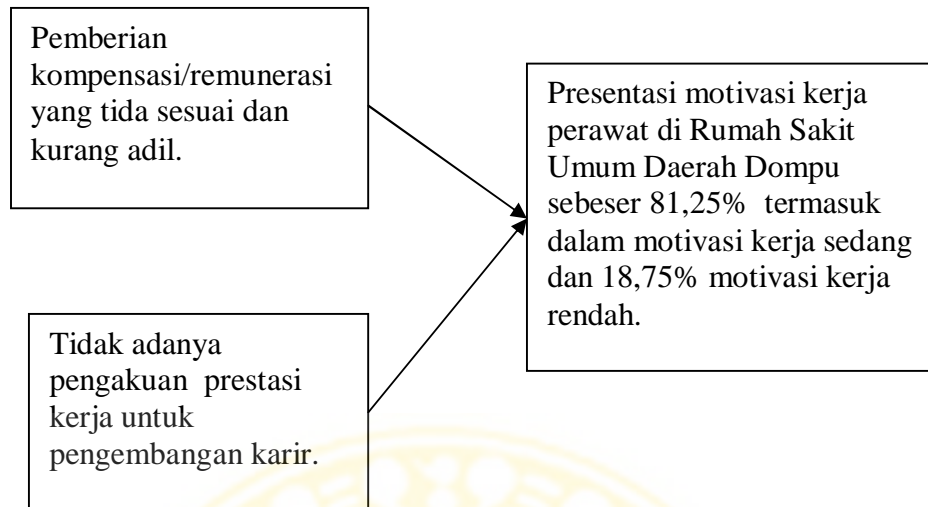 Pemberian
kompensasi/remunerasi
yang tida sesuai dan
kurang adil.
Presentasi motivasi kerja
perawat di Rumah Sakit
Umum Daerah Dompu
sebeser 81,25% termasuk
dalam motivasi kerja sedang
dan 18,75% motivasi kerja
rendah.
Tidak adanya
pengakuan prestasi
kerja untuk
pengembangan karir.